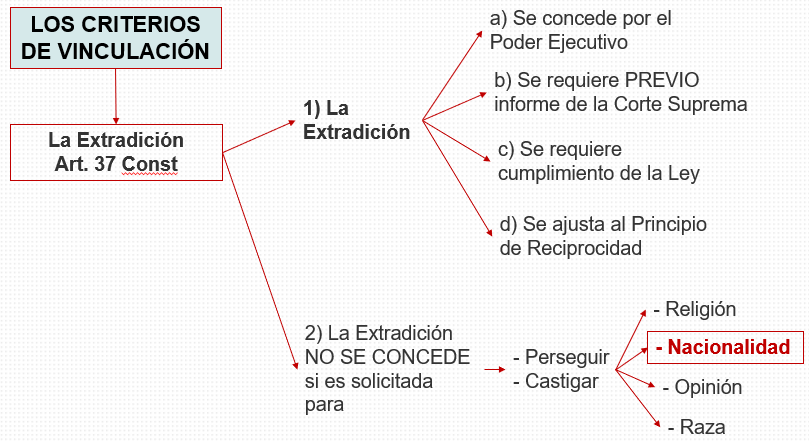 LOS CRITERIOS
DE VINCULACIÓN
La Extradición
Art. 37 Const
1) La
Extradición
a) Se concede por el
Poder Ejecutivo
b) Se requiere PREVIO
informe de la Corte Suprema
c) Se requiere
cumplimiento de la Ley
d) Se ajusta al Principio
de Reciprocidad
2) La Extradición
NO SE CONCEDE
si es solicitada
para
- Perseguir
- Castigar
- Religión
- Nacionalidad
- Opinión
- Raza